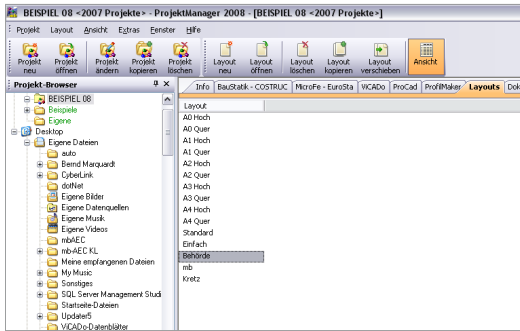 BEISPIEL 08 <2007 Projekte> - ProjektManager 2008 - [BEISPIEL 08 <2007 Projekte>]
Projekt Layout Ansicht Extras Fenster Hilfe
Projekt neu Projekt öffnen Projekt ändern Projekt kopieren Projekt löschen Layout neu Layout öffnen Layout löschen Layout kopieren Layout verschieben Ansicht
Projekt-Browser
Info BauStatik - COSTRUC MicroFe - EuroSta ViCADo ProCad ProfilMaker Layouts Dok
BEISPIEL 08
Beispiele
Eigene
Desktop
Eigene Dateien
auto
Bernd Marquardt
CyberLink
dotNet
Eigene Bilder
Eigene Datenquellen
Eigene Musik
Eigene Videos
mbAEC
mb-AEC KL
Meine empfangenen Dateien
My Music
Sonstiges
SQL Server Management Studi
Startseite-Dateien
Updater5
ViCADo-Datenblätter
Layout
A0 Hoch
A0 Quer
A1 Hoch
A1 Quer
A2 Hoch
A2 Quer
A3 Hoch
A3 Quer
A4 Hoch
A4 Quer
Standard
Einfach
Behörde
mb
Kretz